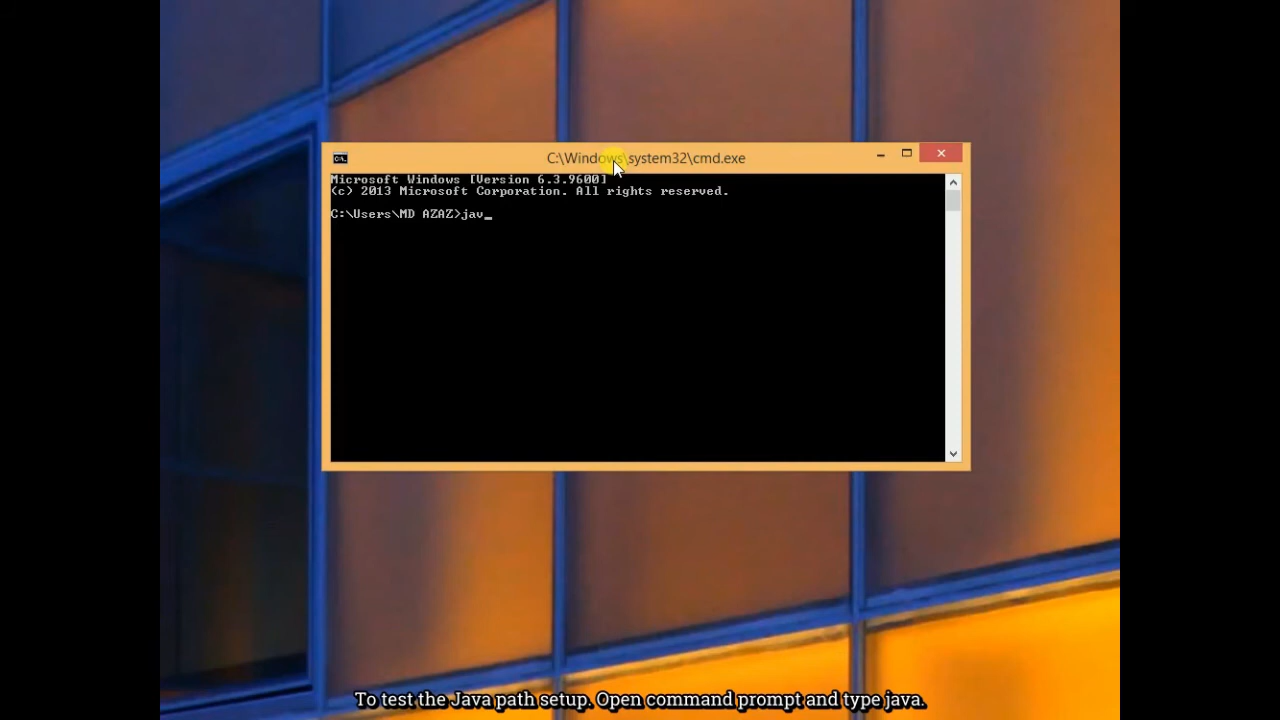 C:\Windows\system32\cmd.exe
Microsoft Windows [Version 6.3.9600]
(c) 2013 Microsoft Corporation. All rights reserved.
C:\Users\MD AZAZ>jav_
To test the Java path setup. Open command prompt and type java.